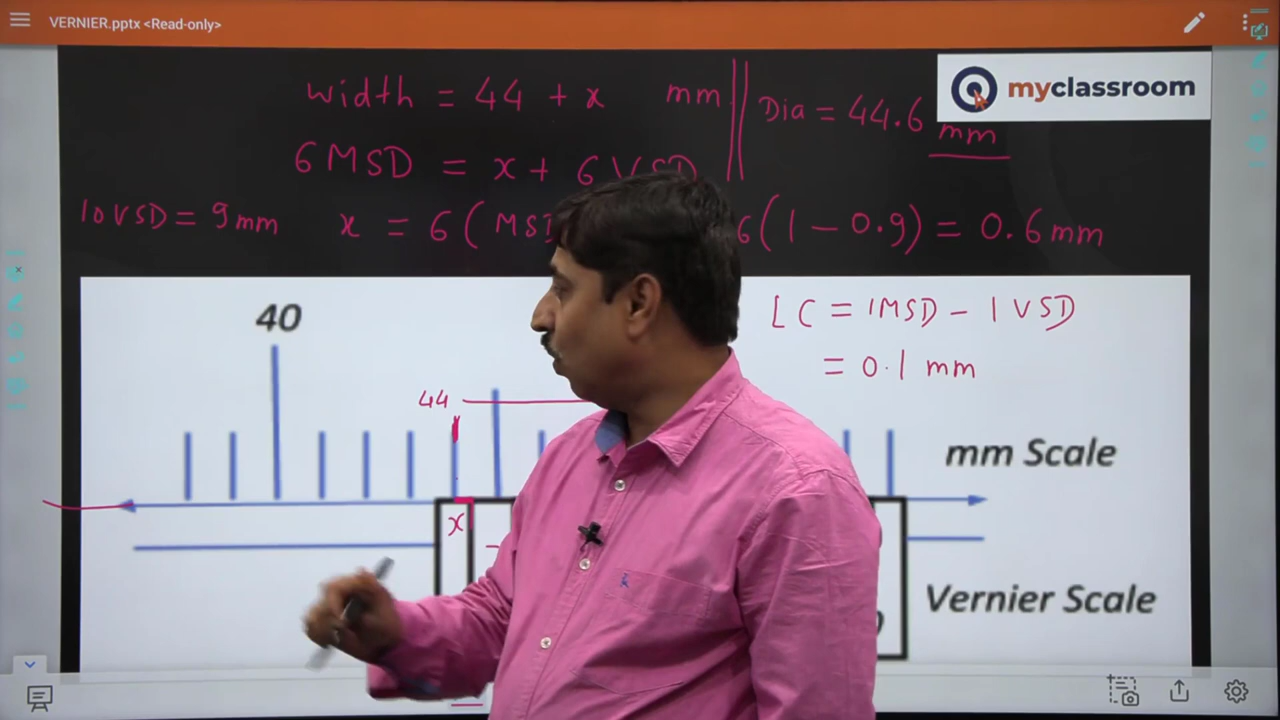 VERNIER.pptx <Read-only>
myclassroom
width = 44 + x mm
Dia = 44.6 mm
6 MSD = x + 6 VSD
10 VSD = 9 mm x = 6 ( MSD 6 ( 1 - 0.9 ) = 0.6 mm
40
LC = 1 MSD - 1 VSD
= 0.1 mm
44
mm Scale
x
Vernier Scale